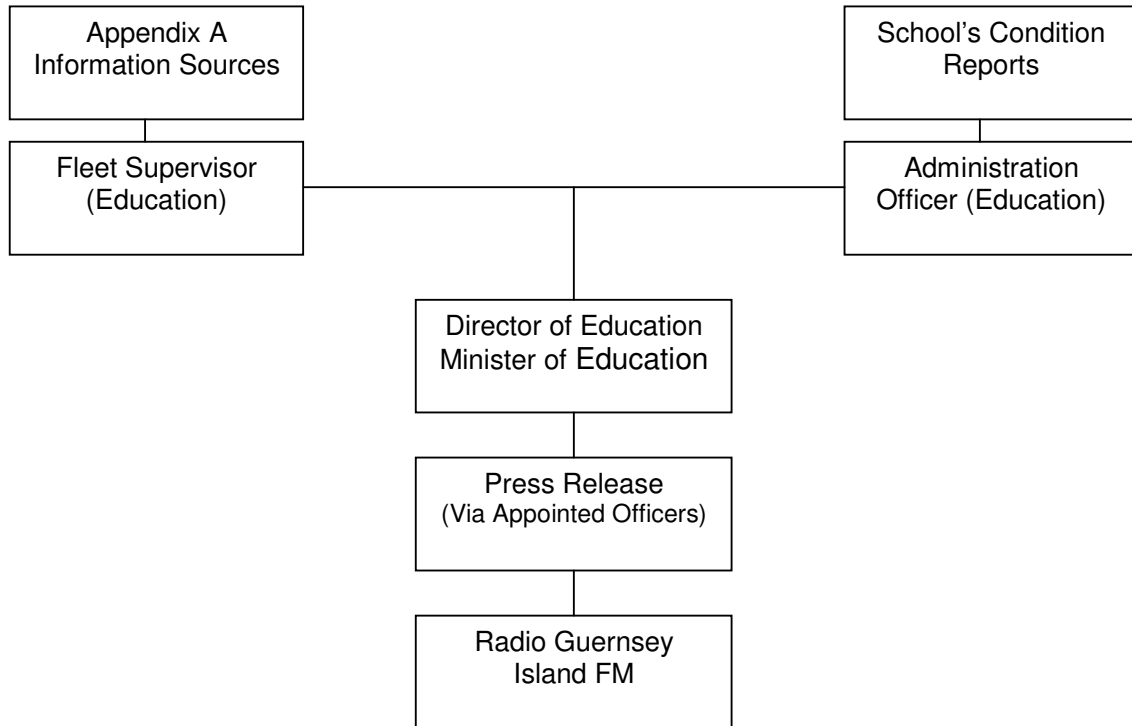 Appendix A
Information Sources
School’s Condition
Reports
Fleet Supervisor
(Education)
Administration
Officer (Education)
Director of Education
Minister of Education
Press Release
(Via Appointed Officers)
Radio Guernsey
Island FM